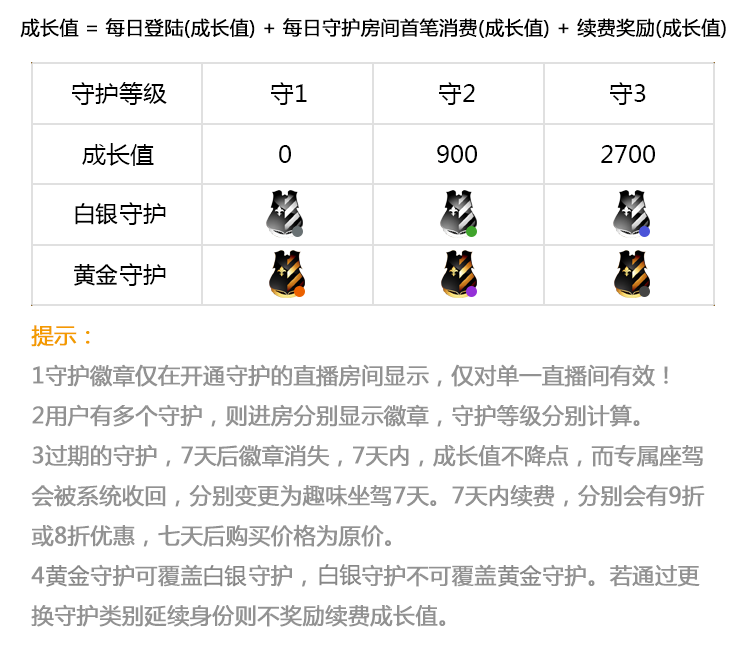 成长值 = 每日登陆(成长值) + 每日守护房间首笔消费(成长值) + 续费奖励(成长值)
守护等级 守1 守2 守3
成长值 0 900 2700
白银守护
黄金守护
提示：
1守护徽章仅在开通守护的直播房间显示，仅对单一直播间有效！
2用户有多个守护，则进房分别显示徽章，守护等级分别计算。
3过期的守护，7天后徽章消失，7天内，成长值不降点，而专属座驾
会被系统收回，分别变更为趣味坐驾7天。7天内续费，分别会有9折
或8折优惠，七天后购买价格为原价。
4黄金守护可覆盖白银守护，白银守护不可覆盖黄金守护。若通过更
换守护类别延续身份则不奖励续费成长值。